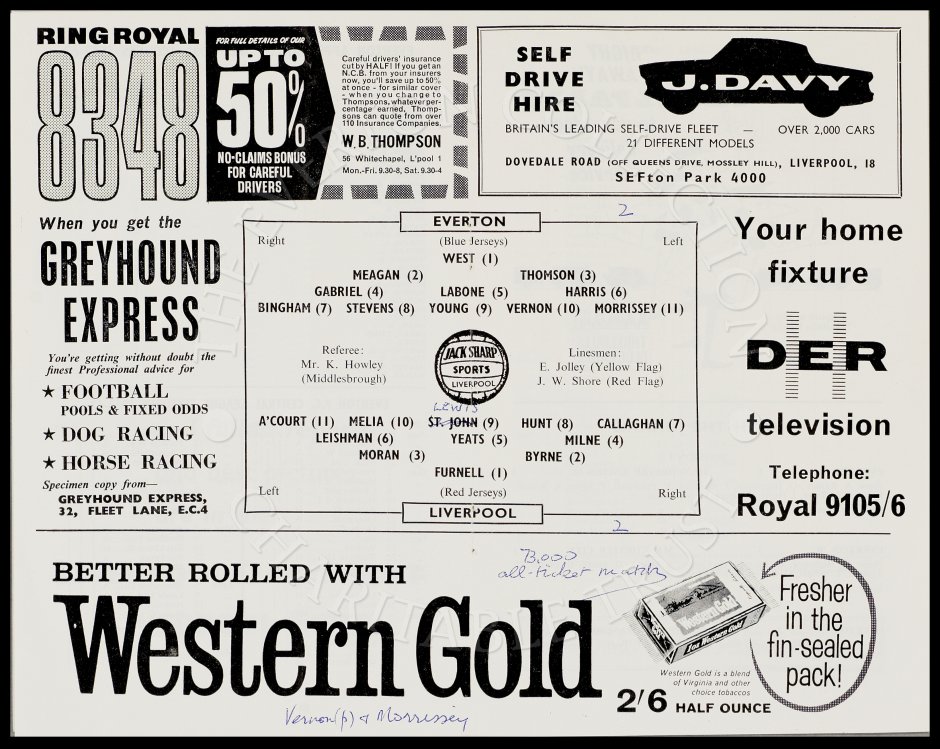 RING ROYAL
8348
FOR FULL DETAILS OF OUR
UP TO
50%
NO-CLAIMS BONUS
FOR CAREFUL
DRIVERS
Careful drivers' insurance
cut by HALF! If you get an
N.C.B. from your insurers
now, you'll save up to 50%
at once - for similar cover
- when you change to
Thompsons, whatever per-
centage earned. Thomp-
sons can quote from over
110 Insurance Companies.
W. B. THOMPSON
56 Whitechapel, L'pool 1
Mon.-Fri. 9.30-8, Sat. 9.30-4
SELF
DRIVE
HIRE
J. DAVY
BRITAIN'S LEADING SELF-DRIVE FLEET — OVER 2,000 CARS
21 DIFFERENT MODELS
DOVEDALE ROAD (OFF QUEENS DRIVE, MOSSLEY HILL), LIVERPOOL, 18
SEFton Park 4000
When you get the
GREYHOUND
EXPRESS
You're getting without doubt the
finest Professional advice for
★ FOOTBALL
POOLS & FIXED ODDS
★ DOG RACING
★ HORSE RACING
Specimen copy from—
GREYHOUND EXPRESS,
32, FLEET LANE, E.C.4
2
EVERTON
Right (Blue Jerseys) Left
WEST (1)
MEAGAN (2) THOMSON (3)
GABRIEL (4) LABONE (5) HARRIS (6)
BINGHAM (7) STEVENS (8) YOUNG (9) VERNON (10) MORRISSEY (11)
Referee:
Mr. K. Howley
(Middlesbrough)
JACK SHARP
SPORTS
LIVERPOOL
Linesmen:
E. Jolley (Yellow Flag)
J. W. Shore (Red Flag)
LEWIS
A'COURT (11) MELIA (10) ST. JOHN (9) HUNT (8) CALLAGHAN (7)
LEISHMAN (6) YEATS (5) MILNE (4)
MORAN (3) BYRNE (2)
FURNELL (1)
Left (Red Jerseys) Right
LIVERPOOL
2
Your home
fixture
DER
television
Telephone:
Royal 9105/6
73,000
all-ticket match
BETTER ROLLED WITH
Western Gold
Western Gold
Fresher
in the
fin-sealed
pack!
Western Gold is a blend
of Virginia and other
choice tobaccos
2/6 HALF OUNCE
Vernon (p) & Morrissey
THE EVERTON COLLECTION
CHARITABLE TRUST